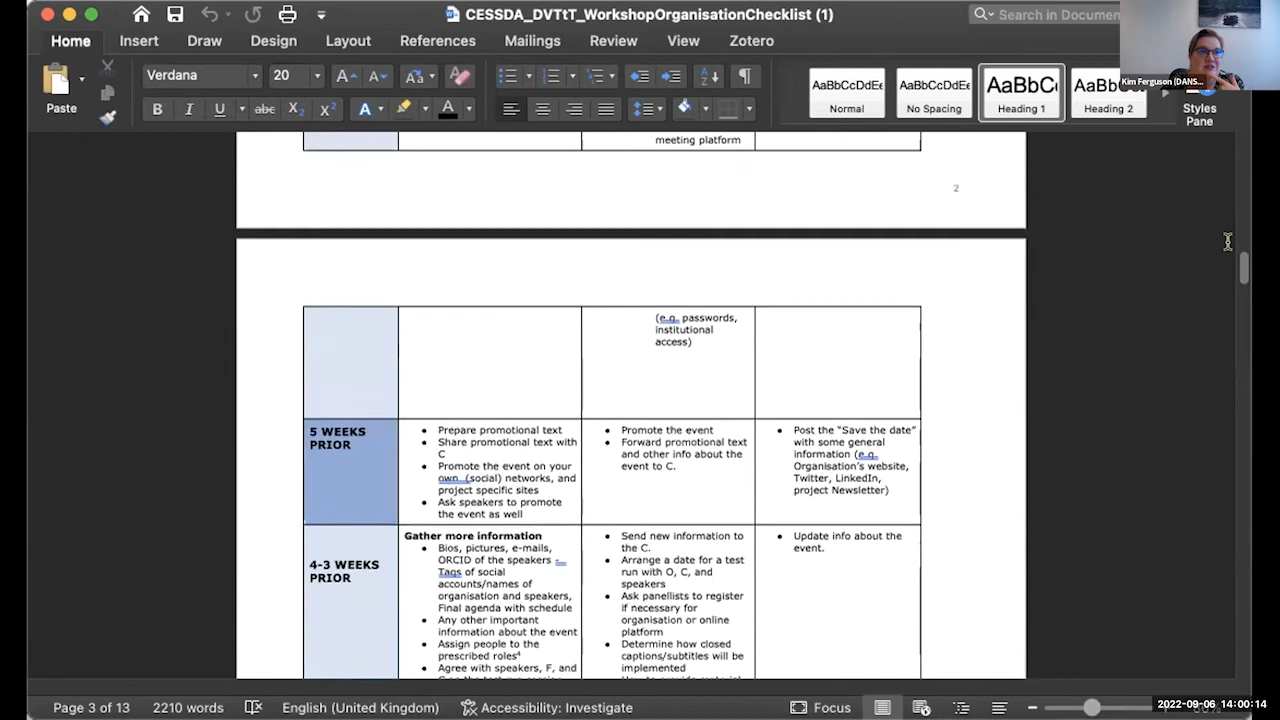 CESSDA_DVTtT_WorkshopOrganisationChecklist (1)
Search in Documen
Home Insert Draw Design Layout References Mailings Review View Zotero
Kim Ferguson (DANS...
Paste
Verdana 20
AaBbCcDdEe
Normal
AaBbCcDdEe
No Spacing
AaBbC
Heading 1
AaBb
Heading 2
Styles
Pane
meeting platform
2
(e.g. passwords,
institutional
access)
5 WEEKS
PRIOR
Prepare promotional text
Share promotional text with
C
Promote the event on your
own (social) networks, and
project specific sites
Ask speakers to promote
the event as well
Promote the event
Forward promotional text
and other info about the
event to C.
Post the “Save the date”
with some general
information (e.g.
Organisation’s website,
Twitter, LinkedIn,
project Newsletter)
4-3 WEEKS
PRIOR
Gather more information
Bios, pictures, e-mails,
ORCID of the speakers –
Tags of social
accounts/names of
organisation and speakers,
Final agenda with schedule
Any other important
information about the event
Assign people to the
prescribed roles4
Agree with speakers, F, and
Send new information to
the C.
Arrange a date for a test
run with O, C, and
speakers
Ask panellists to register
if necessary for
organisation or online
platform
Determine how closed
captions/subtitles will be
implemented
Update info about the
event.
Page 3 of 13 2210 words English (United Kingdom) Accessibility: Investigate Focus
2022-09-06 14:00:14